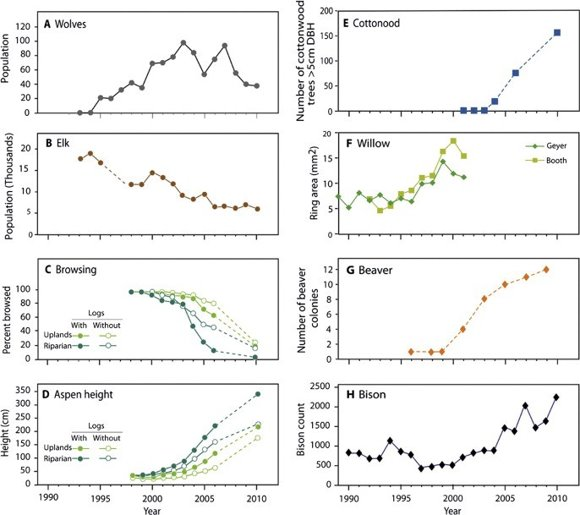 A Wolves
Population
120
100
80
60
40
20
0
B Elk
Population (Thousands)
20
15
10
5
0
C Browsing
Percent browsed
100
80
60
40
20
0
Logs
With Without
Uplands
Riparian
D Aspen height
Height (cm)
350
300
250
200
150
100
50
0
Logs
With Without
Uplands
Riparian
1990 1995 2000 2005 2010
Year
E Cottonood
Number of cottonwood
trees >5cm DBH
200
150
100
50
0
F Willow
Ring area (mm2)
20
15
10
5
0
Geyer
Booth
G Beaver
Number of beaver
colonies
12
10
8
6
4
2
0
H Bison
Bison count
2500
2000
1500
1000
500
0
1990 1995 2000 2005 2010
Year